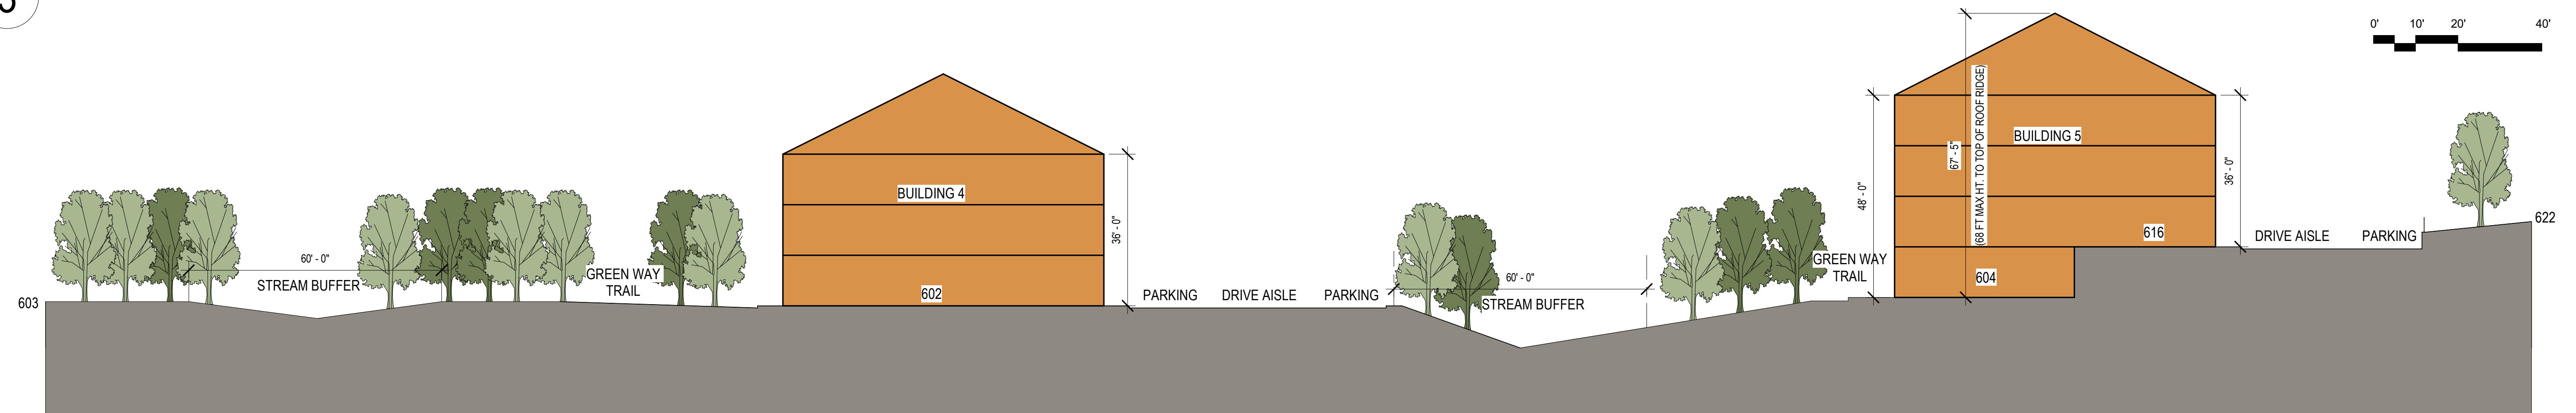 0' 10' 20' 40'
67' - 5"
(68 FT MAX HT. TO TOP OF ROOF RIDGE)
BUILDING 5
BUILDING 4
48' - 0"
36' - 0"
36' - 0"
622
616
DRIVE AISLE PARKING
60' - 0"
STREAM BUFFER
GREEN WAY
TRAIL
603
602
PARKING DRIVE AISLE PARKING
60' - 0"
STREAM BUFFER
GREEN WAY
TRAIL
604